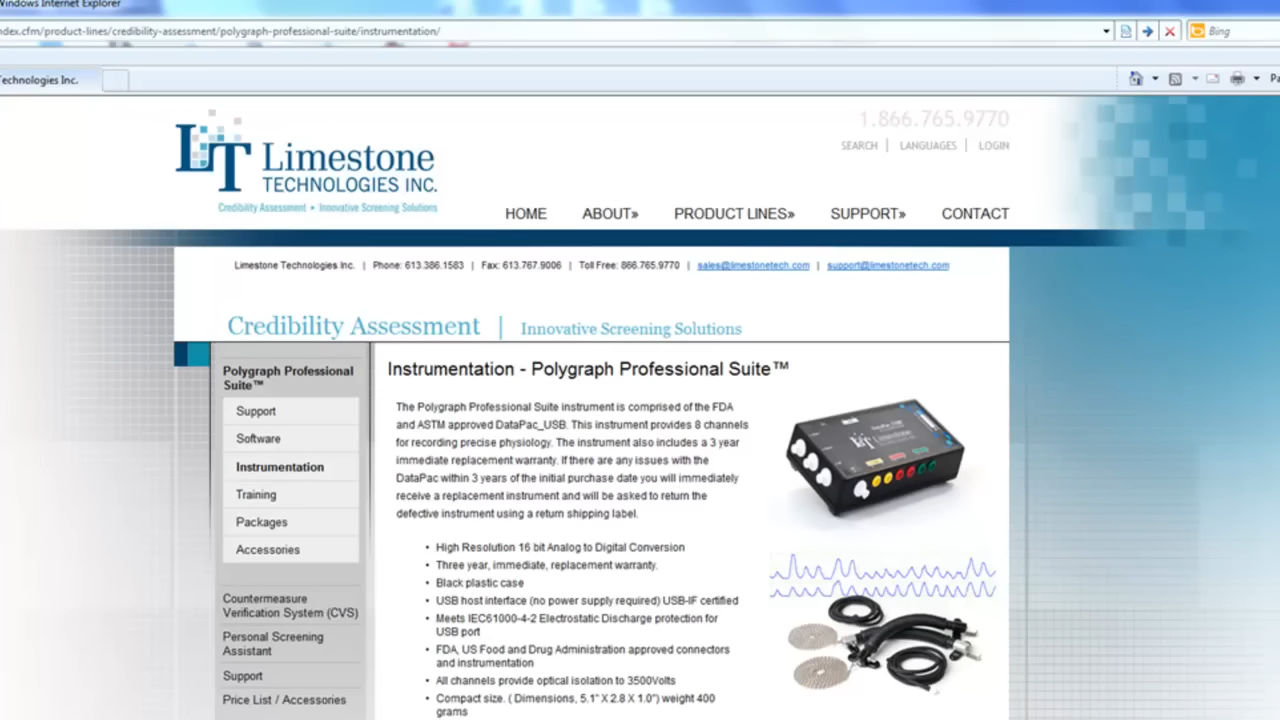 Windows Internet Explorer
ndex.cfm/product-lines/credibility-assessment/polygraph-professional-suite/instrumentation/
Bing
Technologies Inc.
LT Limestone
TECHNOLOGIES INC.
Credibility Assessment • Innovative Screening Solutions
1.866.765.9770
SEARCH | LANGUAGES | LOGIN
HOME ABOUT» PRODUCT LINES» SUPPORT» CONTACT
Limestone Technologies Inc. | Phone: 613.386.1583 | Fax: 613.767.9006 | Toll Free: 866.765.9770 | sales@limestonetech.com | support@limestonetech.com
Credibility Assessment | Innovative Screening Solutions
Polygraph Professional
Suite™
Support
Software
Instrumentation
Training
Packages
Accessories
Countermeasure
Verification System (CVS)
Personal Screening
Assistant
Support
Price List / Accessories
Instrumentation - Polygraph Professional Suite™
The Polygraph Professional Suite instrument is comprised of the FDA
and ASTM approved DataPac_USB. This instrument provides 8 channels
for recording precise physiology. The instrument also includes a 3 year
immediate replacement warranty. If there are any issues with the
DataPac within 3 years of the initial purchase date you will immediately
receive a replacement instrument and will be asked to return the
defective instrument using a return shipping label.
• High Resolution 16 bit Analog to Digital Conversion
• Three year, immediate, replacement warranty.
• Black plastic case
• USB host interface (no power supply required) USB-IF certified
• Meets IEC61000-4-2 Electrostatic Discharge protection for
USB port
• FDA, US Food and Drug Administration approved connectors
and instrumentation
• All channels provide optical isolation to 3500Volts
• Compact size. ( Dimensions, 5.1" X 2.8 X 1.0") weight 400
grams